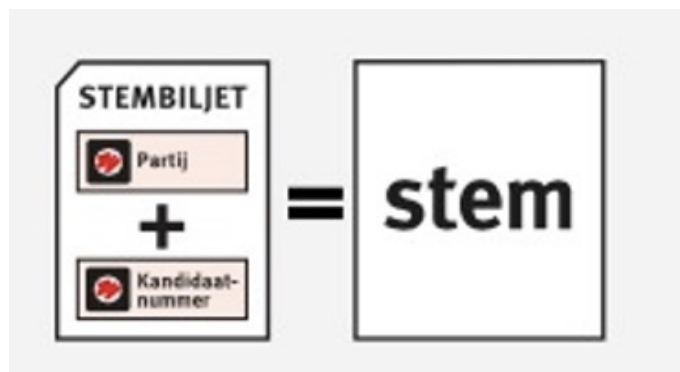 STEMBILJET
Partij
+
Kandidaat-
nummer
=
stem